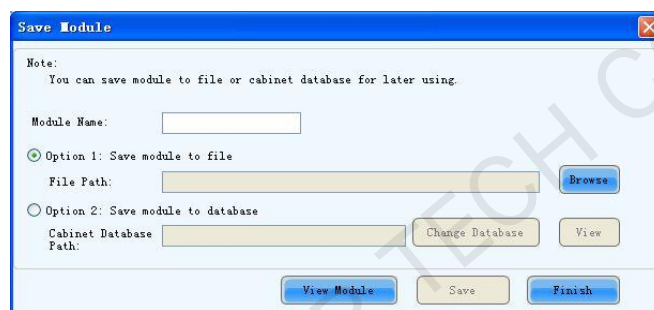 Save Module
Note:
You can save module to file or cabinet database for later using.
Module Name:
Option 1: Save module to file
File Path:
Browse
Option 2: Save module to database
Cabinet Database
Path:
Change Database
View
View Module
Save
Finish
TECH